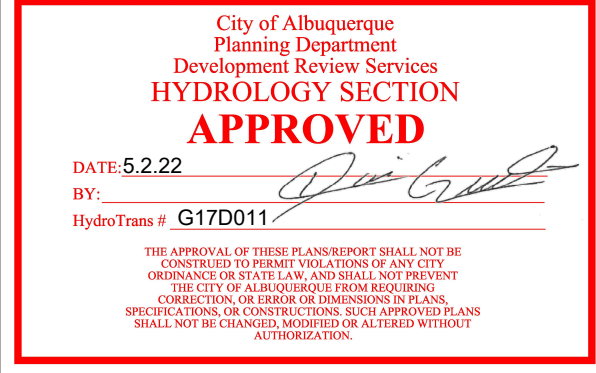 City of Albuquerque
Planning Department
Development Review Services
HYDROLOGY SECTION
APPROVED
DATE: 5.2.22
BY:
HydroTrans # G17D011
THE APPROVAL OF THESE PLANS/REPORT SHALL NOT BE
CONSTRUED TO PERMIT VIOLATIONS OF ANY CITY
ORDINANCE OR STATE LAW, AND SHALL NOT PREVENT
THE CITY OF ALBUQUERQUE FROM REQUIRING
CORRECTION, OR ERROR OR DIMENSIONS IN PLANS,
SPECIFICATIONS, OR CONSTRUCTIONS. SUCH APPROVED PLANS
SHALL NOT BE CHANGED, MODIFIED OR ALTERED WITHOUT
AUTHORIZATION.